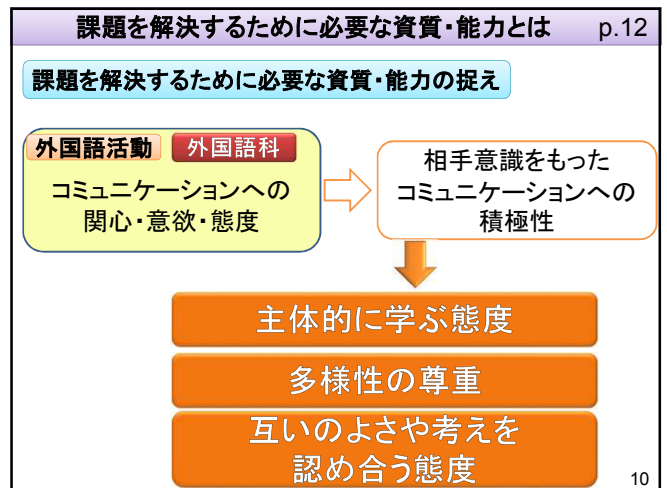 課題を解決するために必要な資質・能力とは p.12
課題を解決するために必要な資質・能力の捉え
外国語活動 外国語科
コミュニケーションへの
関心・意欲・態度
相手意識をもった
コミュニケーションへの
積極性
主体的に学ぶ態度
多様性の尊重
互いのよさや考えを
認め合う態度
10